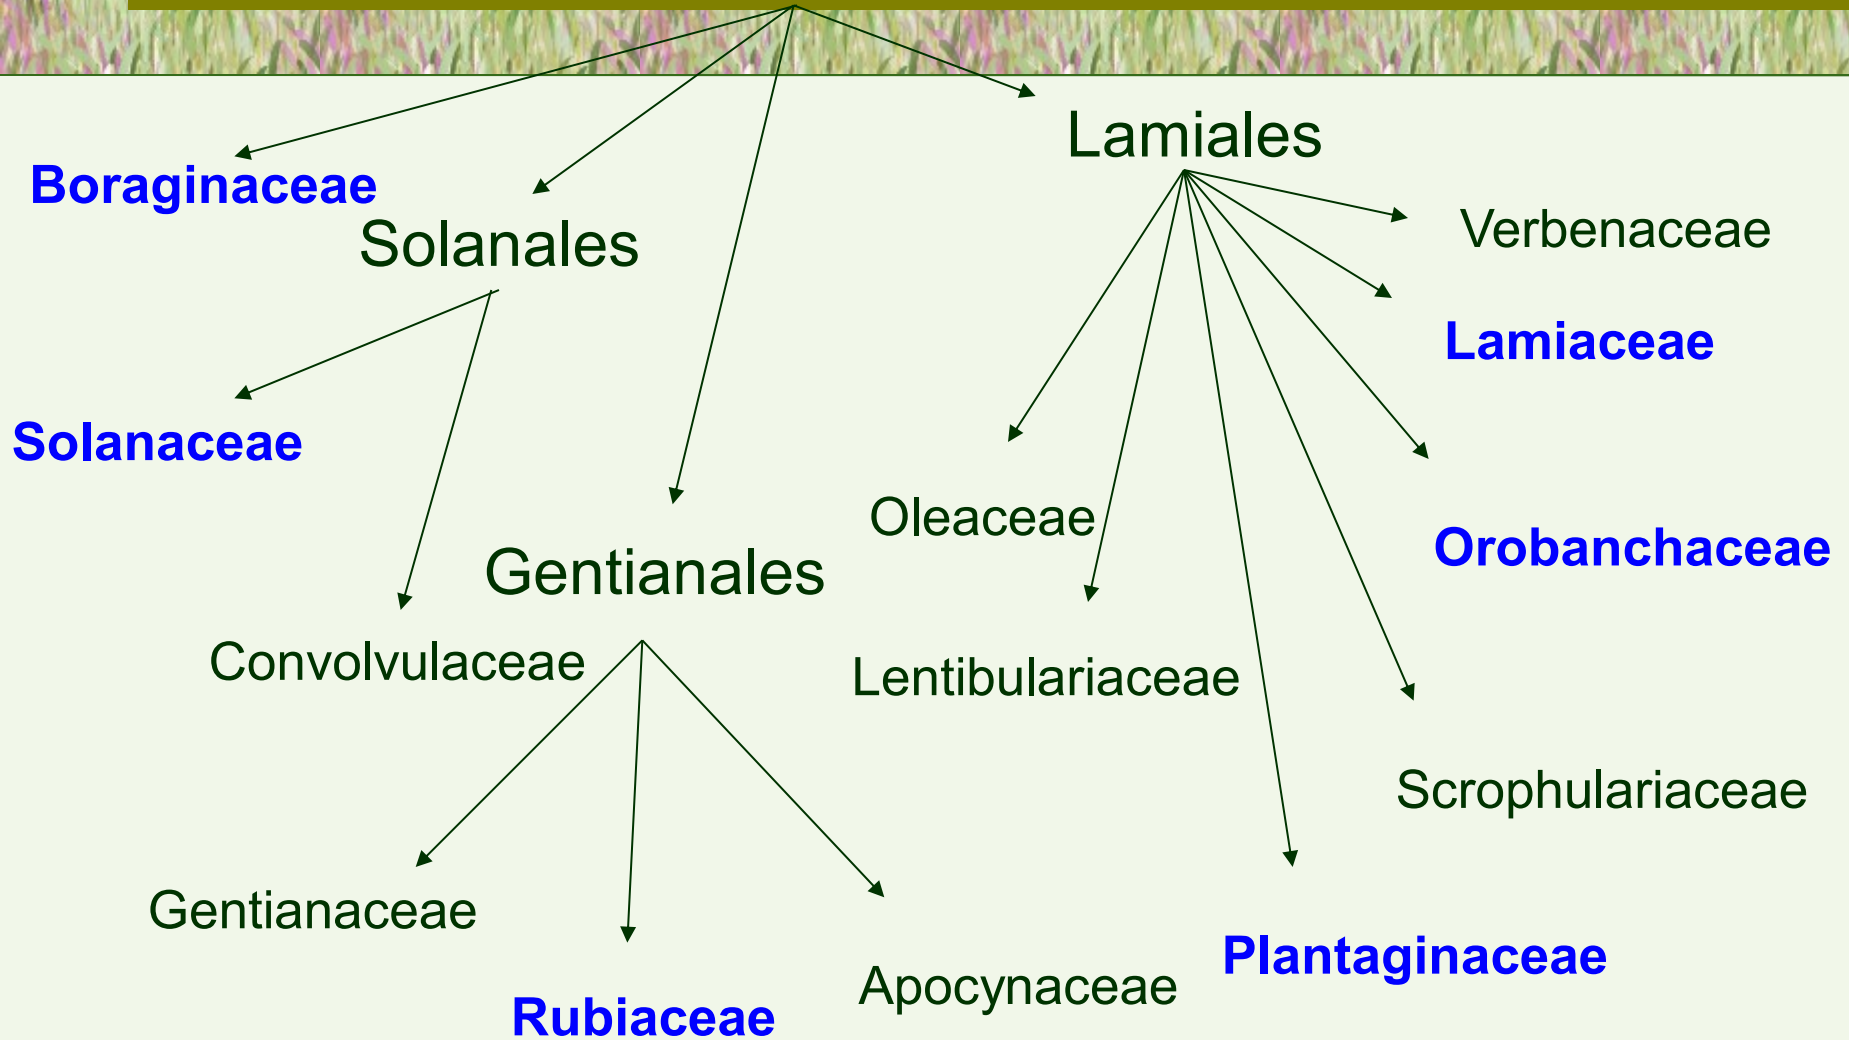 Lamiales
Boraginaceae
Verbenaceae
Solanales
Lamiaceae
Solanaceae
Oleaceae
Orobanchaceae
Gentianales
Convolvulaceae
Lentibulariaceae
Scrophulariaceae
Gentianaceae
Plantaginaceae
Apocynaceae
Rubiaceae